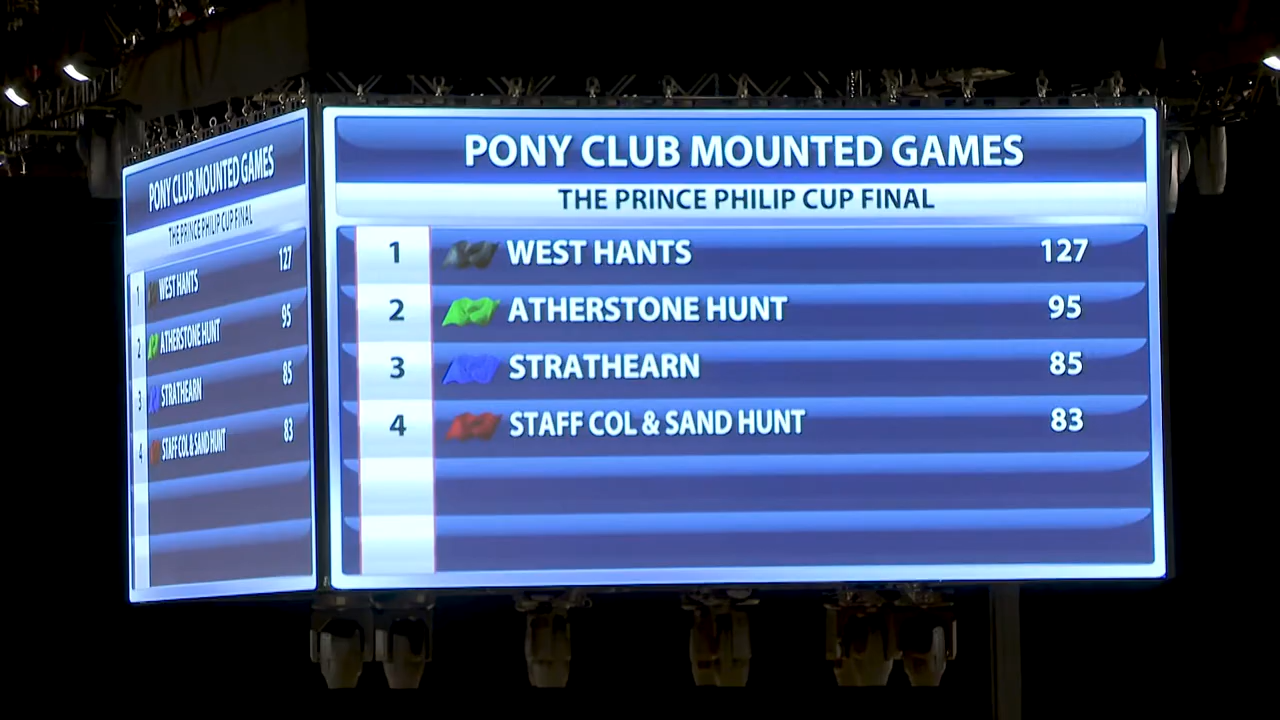 PONY CLUB MOUNTED GAMES
THE PRINCE PHILIP CUP FINAL
1 WEST HANTS 127
2 ATHERSTONE HUNT 95
3 STRATHEARN 85
4 STAFF COL & SAND HUNT 83
PONY CLUB MOUNTED GAMES
THE PRINCE PHILIP CUP FINAL
1 WEST HANTS 127
2 ATHERSTONE HUNT 95
3 STRATHEARN 85
4 STAFF COL & SAND HUNT 83